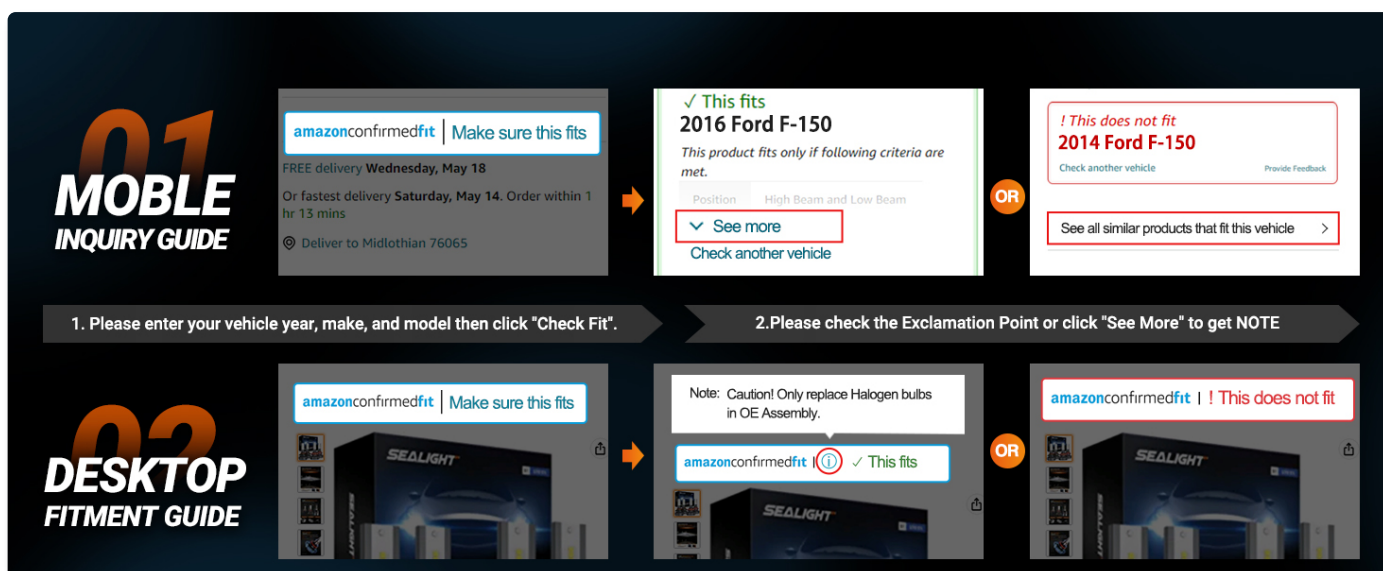 01
MOBLE
INQUIRY GUIDE
amazonconfirmedfit | Make sure this fits
FREE delivery Wednesday, May 18
Or fastest delivery Saturday, May 14. Order within 1
hr 13 mins
Deliver to Midlothian 76065
✓ This fits
2016 Ford F-150
This product fits only if following criteria are
met.
Position High Beam and Low Beam
See more
Check another vehicle
OR
! This does not fit
2014 Ford F-150
Check another vehicle Provide Feedback
See all similar products that fit this vehicle >
1. Please enter your vehicle year, make, and model then click "Check Fit".
2.Please check the Exclamation Point or click "See More" to get NOTE
02
DESKTOP
FITMENT GUIDE
amazonconfirmedfit | Make sure this fits
SEALIGHT
SEALIGHT
Note: Caution! Only replace Halogen bulbs
in OE Assembly.
amazonconfirmedfit | ⓘ ✓ This fits
SEALIGHT
OR
amazonconfirmedfit | ! This does not fit
SEALIGHT
SEALIGHT